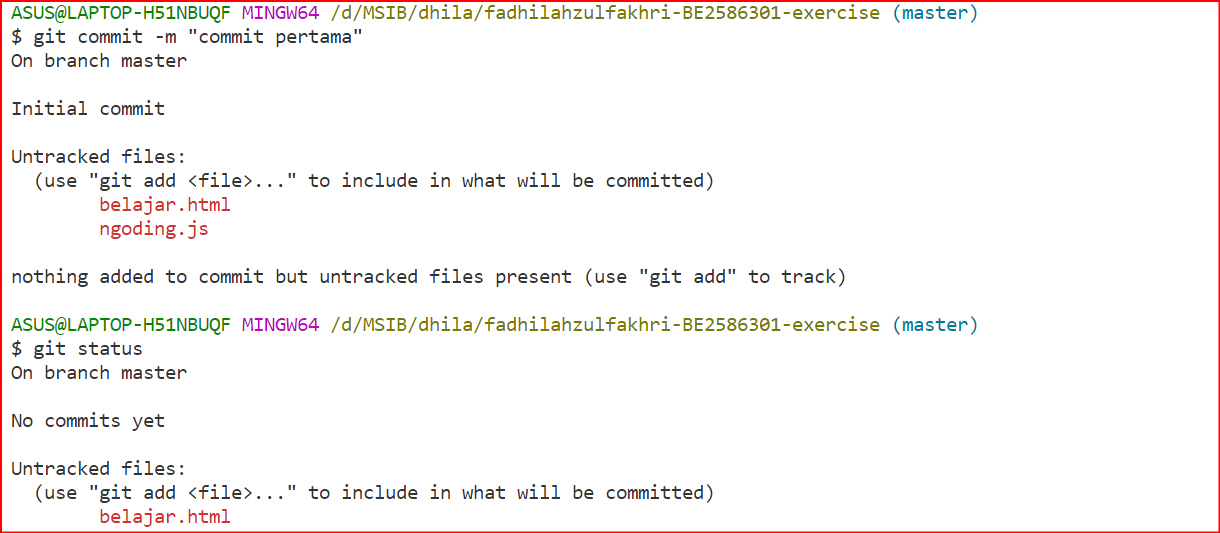 ASUS@LAPTOP-H51NBUQF MINGW64 /d/MSIB/dhila/fadhilahzulfakhri-BE2586301-exercise (master)
$ git commit -m "commit pertama"
On branch master
Initial commit
Untracked files:
(use "git add <file>..." to include in what will be committed)
belajar.html
ngoding.js
nothing added to commit but untracked files present (use "git add" to track)
ASUS@LAPTOP-H51NBUQF MINGW64 /d/MSIB/dhila/fadhilahzulfakhri-BE2586301-exercise (master)
$ git status
On branch master
No commits yet
Untracked files:
(use "git add <file>..." to include in what will be committed)
belajar.html